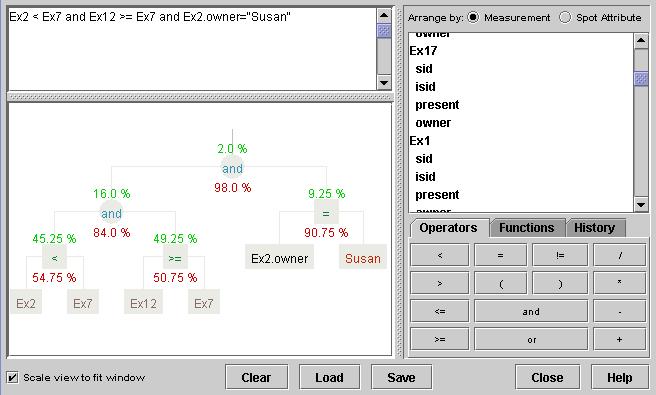 Ex2 < Ex7 and Ex12 >= Ex7 and Ex2.owner="Susan"
2.0 %
and
98.0 %
16.0 %
and
84.0 %
9.25 %
=
90.75 %
45.25 %
<
54.75 %
49.25 %
>=
50.75 %
Ex2.owner
Susan
Ex2
Ex7
Ex12
Ex7
Arrange by: Measurement Spot Attribute
owner
Ex17
sid
isid
present
owner
Ex1
sid
isid
present
owner
Operators Functions History
< = != /
> ( ) *
<= and -
>= or +
Scale view to fit window Clear Load Save Close Help